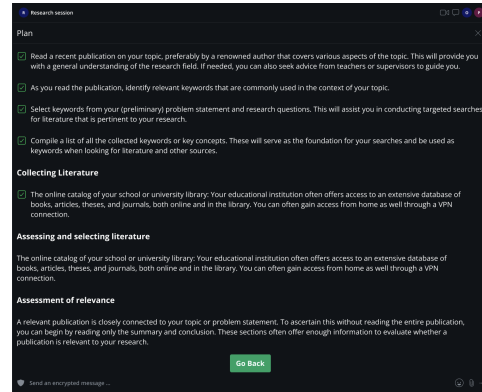 R Research session
Plan
Read a recent publication on your topic, preferably by a renowned author that covers various aspects of the topic. This will provide you
with a general understanding of the research field. If needed, you can also seek advice from teachers or supervisors to guide you.
As you read the publication, identify relevant keywords that are commonly used in the context of your topic.
Select keywords from your (preliminary) problem statement and research questions. This will assist you in conducting targeted searches
for literature that is pertinent to your research.
Compile a list of all the collected keywords or key concepts. These will serve as the foundation for your searches and be used as
keywords when looking for literature and other sources.
Collecting Literature
The online catalog of your school or university library: Your educational institution often offers access to an extensive database of
books, articles, theses, and journals, both online and in the library. You can often gain access from home as well through a VPN
connection.
Assessing and selecting literature
The online catalog of your school or university library: Your educational institution often offers access to an extensive database of
books, articles, theses, and journals, both online and in the library. You can often gain access from home as well through a VPN
connection.
Assessment of relevance
A relevant publication is closely connected to your topic or problem statement. To ascertain this without reading the entire publication,
you can begin by reading only the summary and conclusion. These sections often offer enough information to evaluate whether a
publication is relevant to your research.
Go Back
Send an encrypted message ...